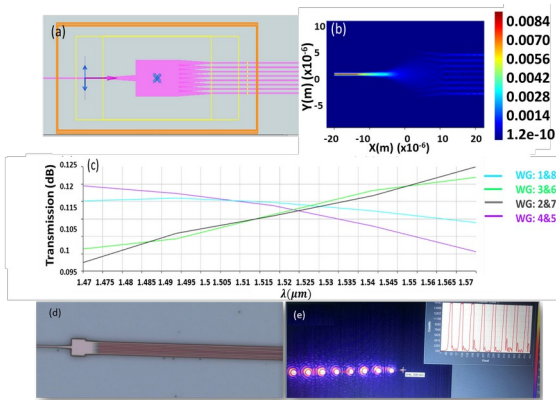 (a)
(b)
Y(m) (x10⁻⁶)
5
0
-5
-20
-10
0
10
20
X(m) (x10⁻⁶)
0.0084
0.0070
0.0056
0.0042
0.0028
0.0014
1.2e-10
(c)
Transmission (dB)
0.125
0.12
0.115
0.11
0.105
0.1
0.095
1.47 1.48 1.485 1.49 1.495 1.5 1.505 1.51 1.515 1.52 1.525 1.53 1.535 1.54 1.545 1.55 1.555 1.56 1.565 1.57
λ(μm)
WG: 1&8
WG: 3&6
WG: 2&7
WG: 4&5
(d)
(e)